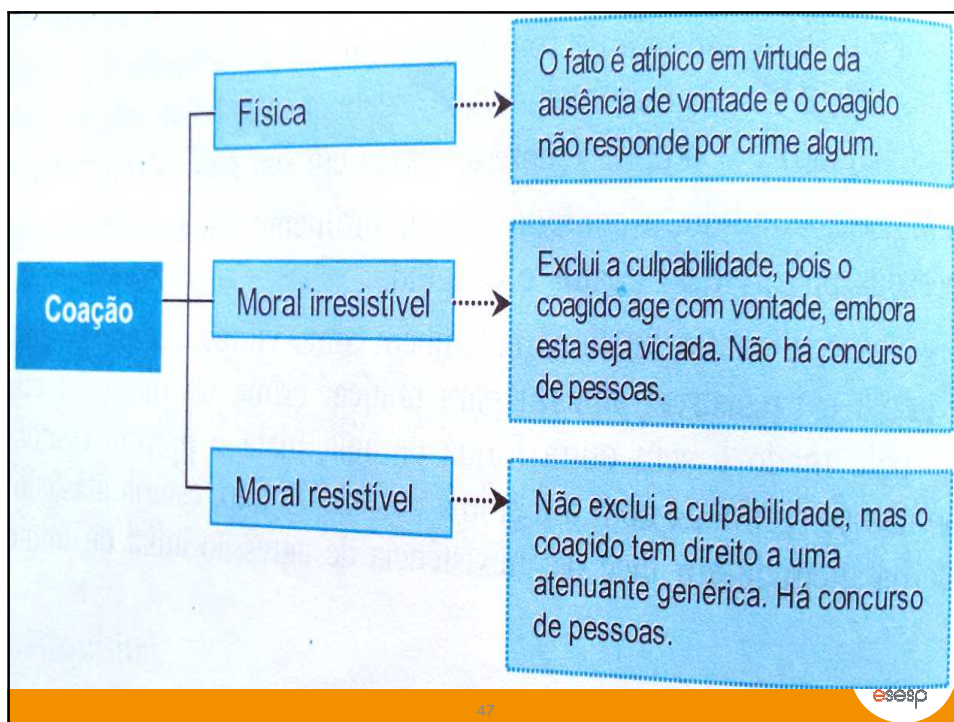 Coação
Física
O fato é atípico em virtude da
ausência de vontade e o coagido
não responde por crime algum.
Moral irresistível
Exclui a culpabilidade, pois o
coagido age com vontade, embora
esta seja viciada. Não há concurso
de pessoas.
Moral resistível
Não exclui a culpabilidade, mas o
coagido tem direito a uma
atenuante genérica. Há concurso
de pessoas.
47
esesp